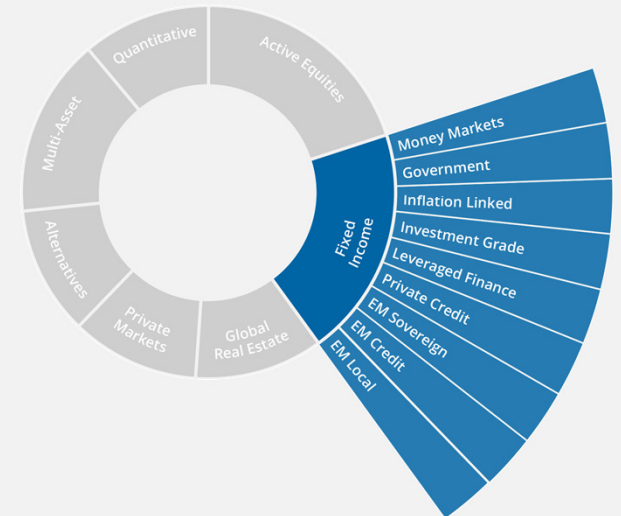 Quantitative
Active Equities
Multi-Asset
Alternatives
Private
Markets
Global
Real Estate
Fixed
Income
Money Markets
Government
Inflation Linked
Investment Grade
Leveraged Finance
Private Credit
EM Sovereign
EM Credit
EM Local